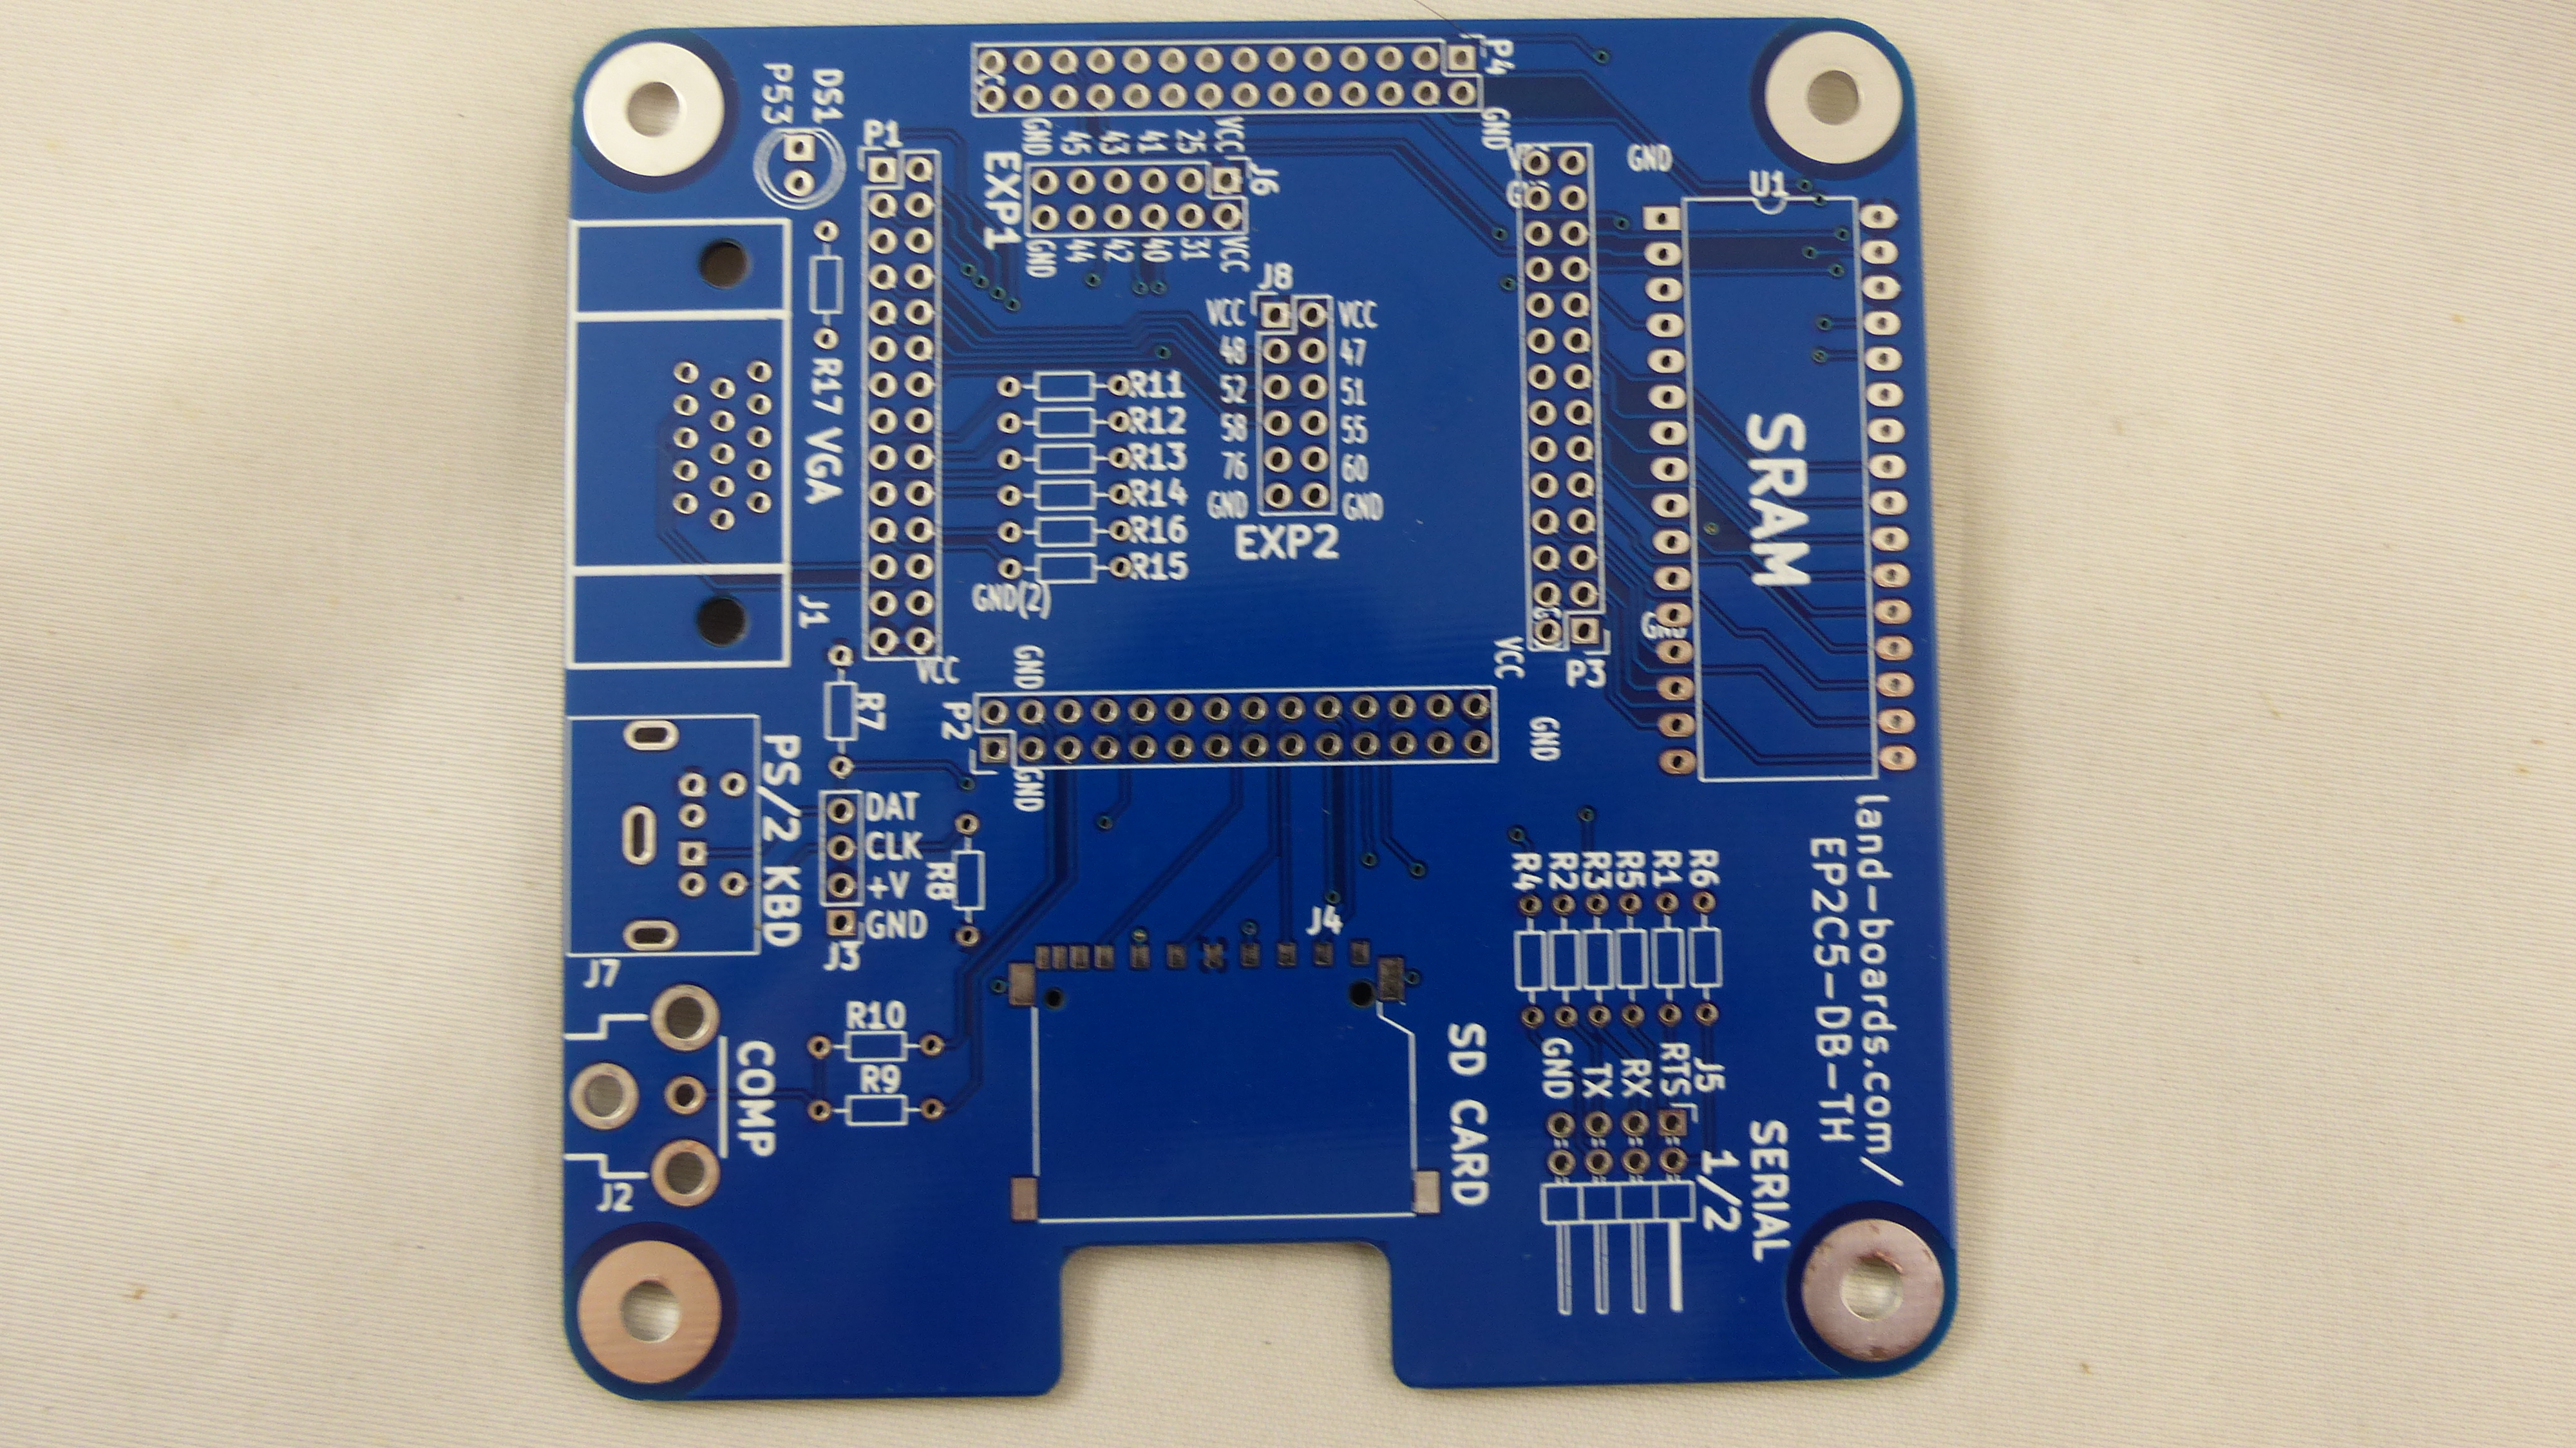 P4
DS1
P53
P1
GND
45
43
41
25
VCC
GND
GND
EXP1
J6
U1
GND
44
42
40
31
VCC
J8
VCC
VCC
48
47
52
51
58
55
76
60
GND
GND
EXP2
R17
VGA
R11
R12
R13
R14
R16
R15
GND(2)
SRAM
J1
VCC
GND
VCC
P3
R7
P2
GND
GND
PS/2 KBD
DAT
CLK
+V
GND
J3
R8
J4
land-boards.com/
EP2C5-DB-TH
R4
R2
R3
R5
R1
R6
J7
R10
R9
COMP
J2
SD CARD
GND
TX
RX
RTS
J5
SERIAL
1/2